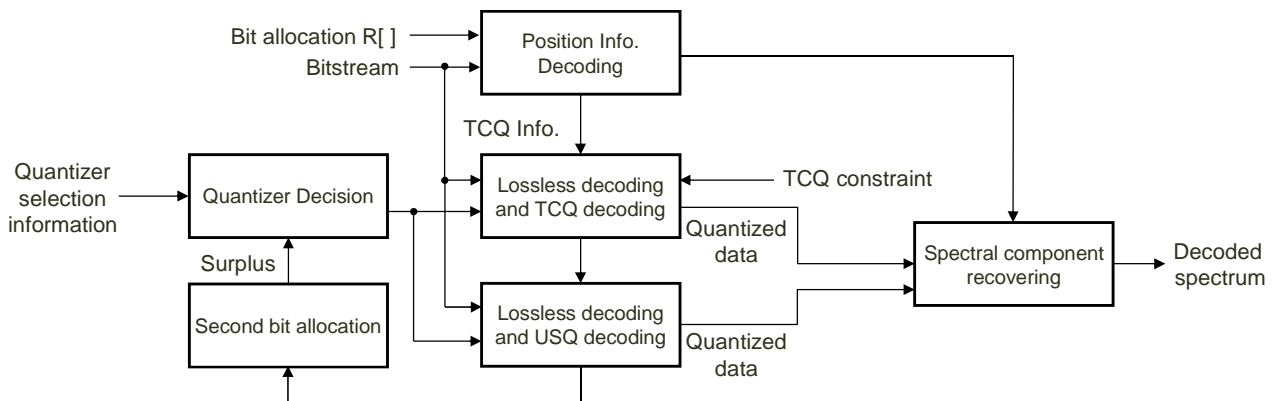 Bit allocation R[ ]
Bitstream
Position Info.
Decoding
TCQ Info.
Quantizer
selection
information
Quantizer Decision
Lossless decoding
and TCQ decoding
TCQ constraint
Quantized
data
Surplus
Spectral component
recovering
Decoded
spectrum
Second bit allocation
Lossless decoding
and USQ decoding
Quantized
data